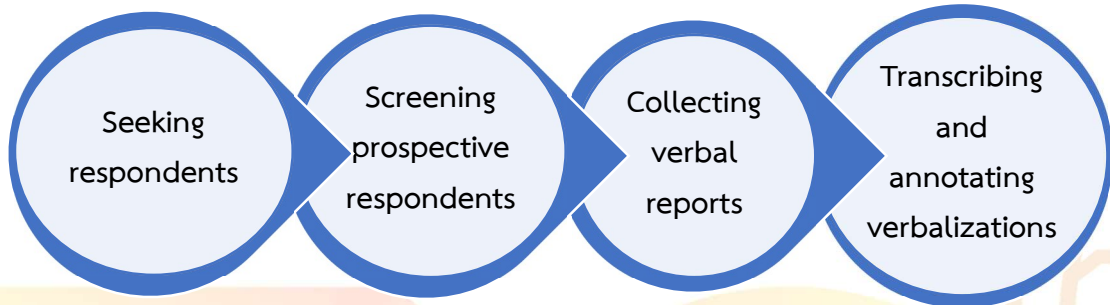 Seeking
respondents
Screening
prospective
respondents
Collecting
verbal
reports
Transcribing
and
annotating
verbalizations